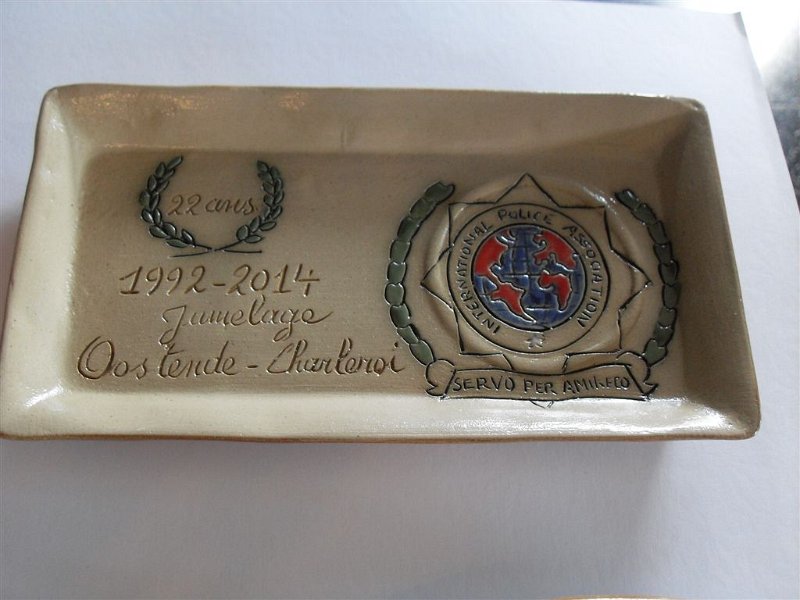 22 ans
1992-2014
Jumelage
Oostende - Charleroi
INTERNATIONAL POLICE ASSOCIATION
SERVO PER AMIKECO